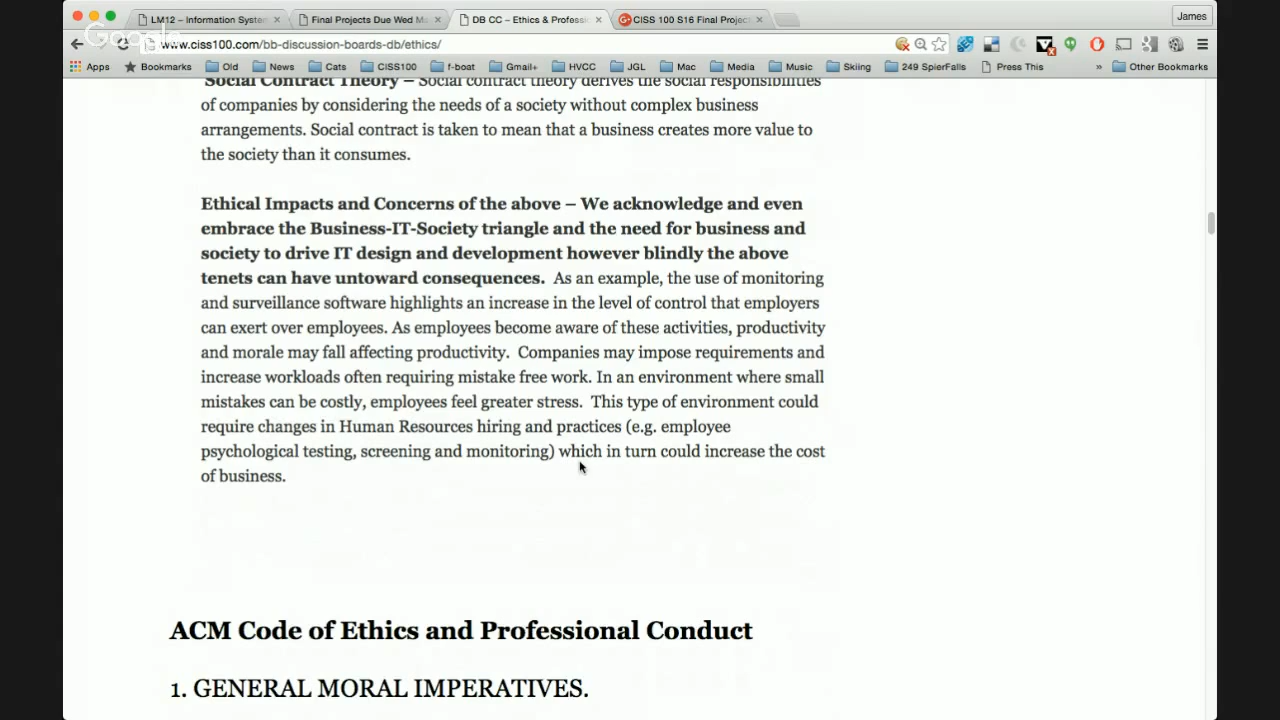 LM12 – Information System
Final Projects Due Wed Ma
DB CC – Ethics & Professi
CISS 100 S16 Final Projec
James
Google
www.ciss100.com/bb-discussion-boards-db/ethics/
Apps Bookmarks Old News Cats CISS100 f-boat Gmail+ HVCC JGL Mac Media Music Skiing 249 SpierFalls Press This » Other Bookmarks
Social Contract Theory – Social contract theory derives the social responsibilities
of companies by considering the needs of a society without complex business
arrangements. Social contract is taken to mean that a business creates more value to
the society than it consumes.
Ethical Impacts and Concerns of the above – We acknowledge and even
embrace the Business-IT-Society triangle and the need for business and
society to drive IT design and development however blindly the above
tenets can have untoward consequences. As an example, the use of monitoring
and surveillance software highlights an increase in the level of control that employers
can exert over employees. As employees become aware of these activities, productivity
and morale may fall affecting productivity. Companies may impose requirements and
increase workloads often requiring mistake free work. In an environment where small
mistakes can be costly, employees feel greater stress. This type of environment could
require changes in Human Resources hiring and practices (e.g. employee
psychological testing, screening and monitoring) which in turn could increase the cost
of business.
ACM Code of Ethics and Professional Conduct
1. GENERAL MORAL IMPERATIVES.